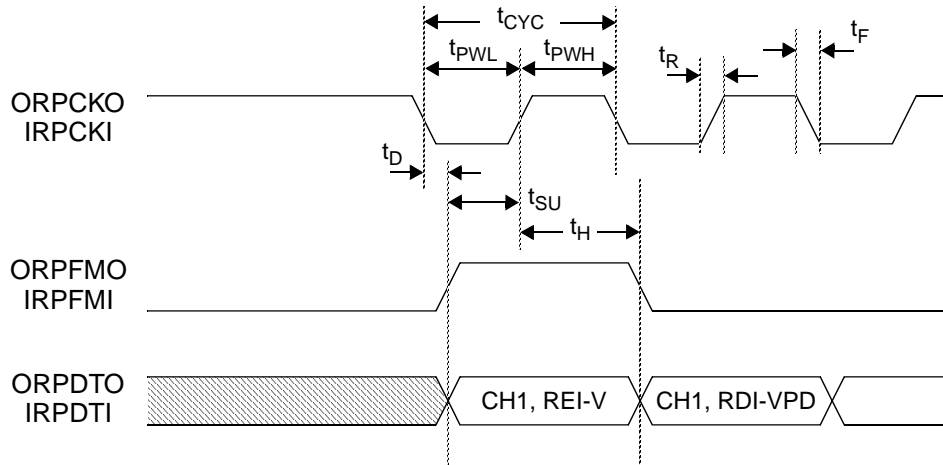 tCYC
tF
tPWL tPWH
tR
ORPCKO
IRPCKI
tD
tSU
tH
ORPFMO
IRPFMI
ORPDTO
IRPDTI
CH1, REI-V CH1, RDI-VPD